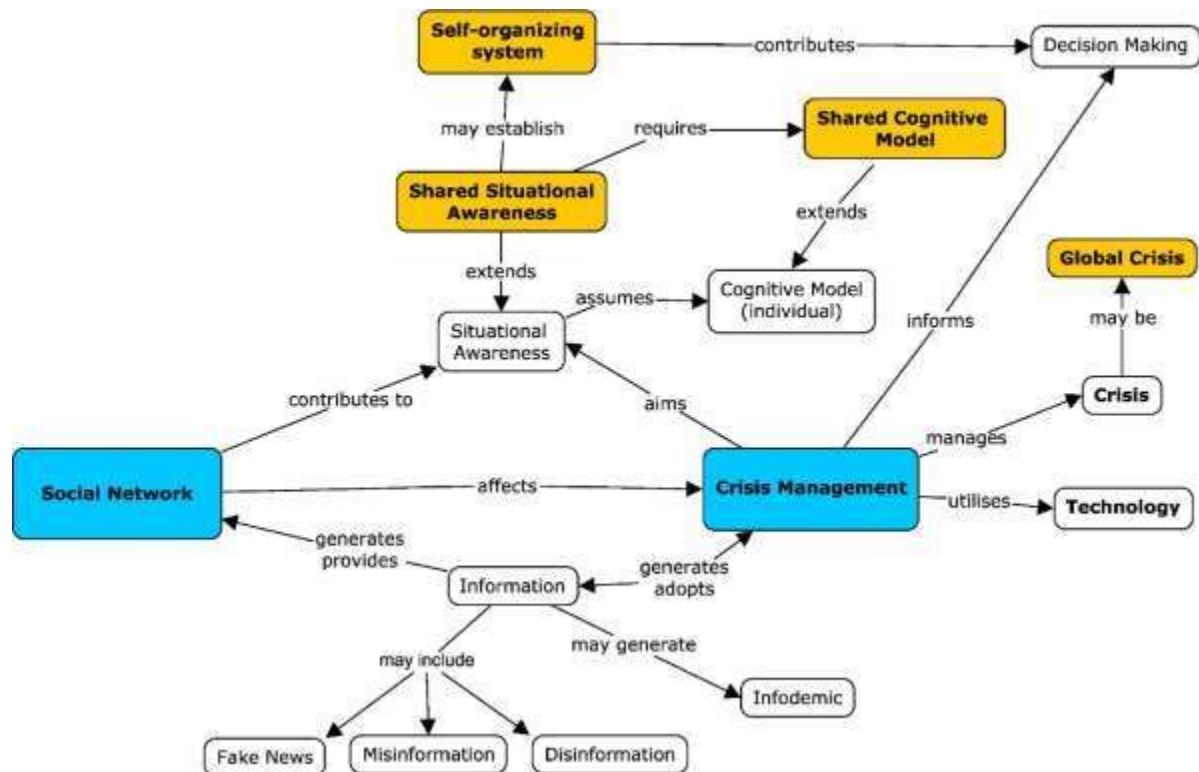 Self-organizing
system
contributes
Decision Making
may establish
requires
Shared Cognitive
Model
Shared Situational
Awareness
extends
Global Crisis
extends
assumes
Cognitive Model
(individual)
Situational
Awareness
informs
may be
contributes to
aims
Crisis
manages
Social Network
affects
Crisis Management
utilises
Technology
generates
provides
generates
adopts
Information
may include
may generate
Infodemic
Fake News
Misinformation
Disinformation